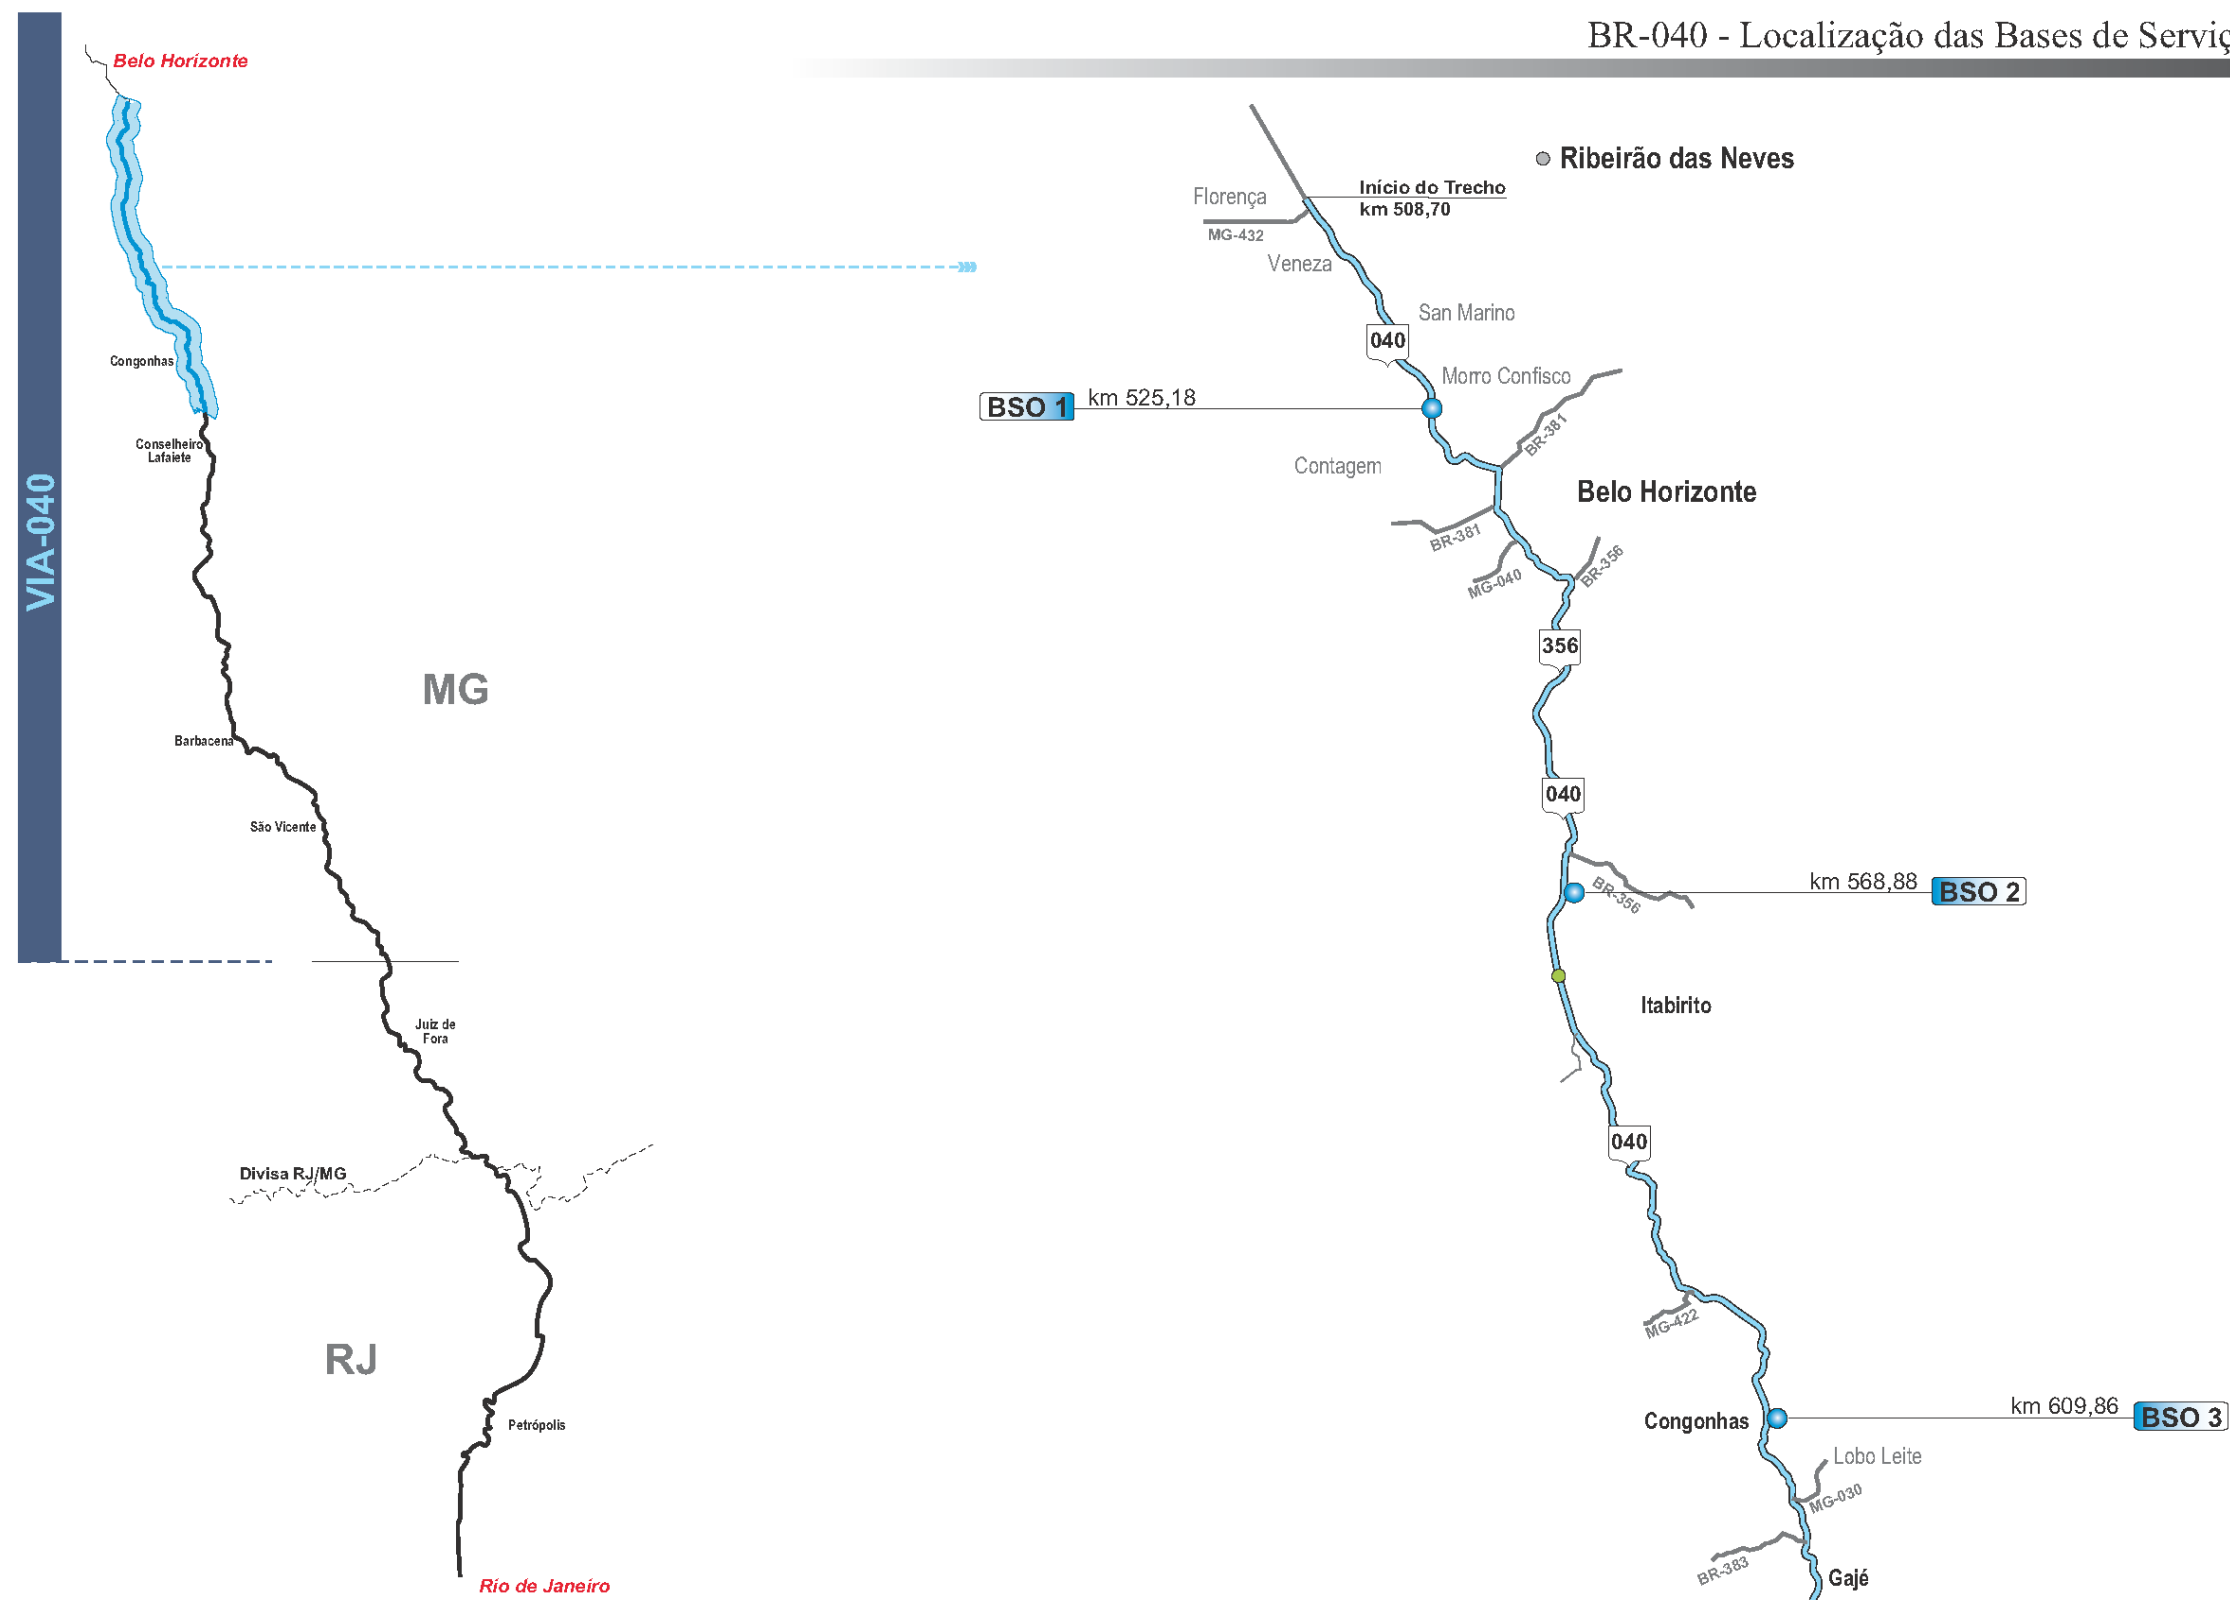 BR-040 - Localização das Bases de Serviç
VIA-040
Belo Horizonte
Congonhas
Conselheiro
Lafaiete
MG
Barbacena
São Vicente
Juiz de
Fora
Divisa RJ/MG
RJ
Petrópolis
Rio de Janeiro
Ribeirão das Neves
Início do Trecho
km 508,70
Florença
MG-432
Veneza
San Marino
040
Morro Confisco
BSO 1
km 525,18
BR-381
Contagem
Belo Horizonte
BR-381
MG-040
BR-356
356
040
BR-356
km 568,88
BSO 2
Itabirito
040
MG-422
km 609,86
BSO 3
Congonhas
Lobo Leite
MG-030
BR-383
Gajé